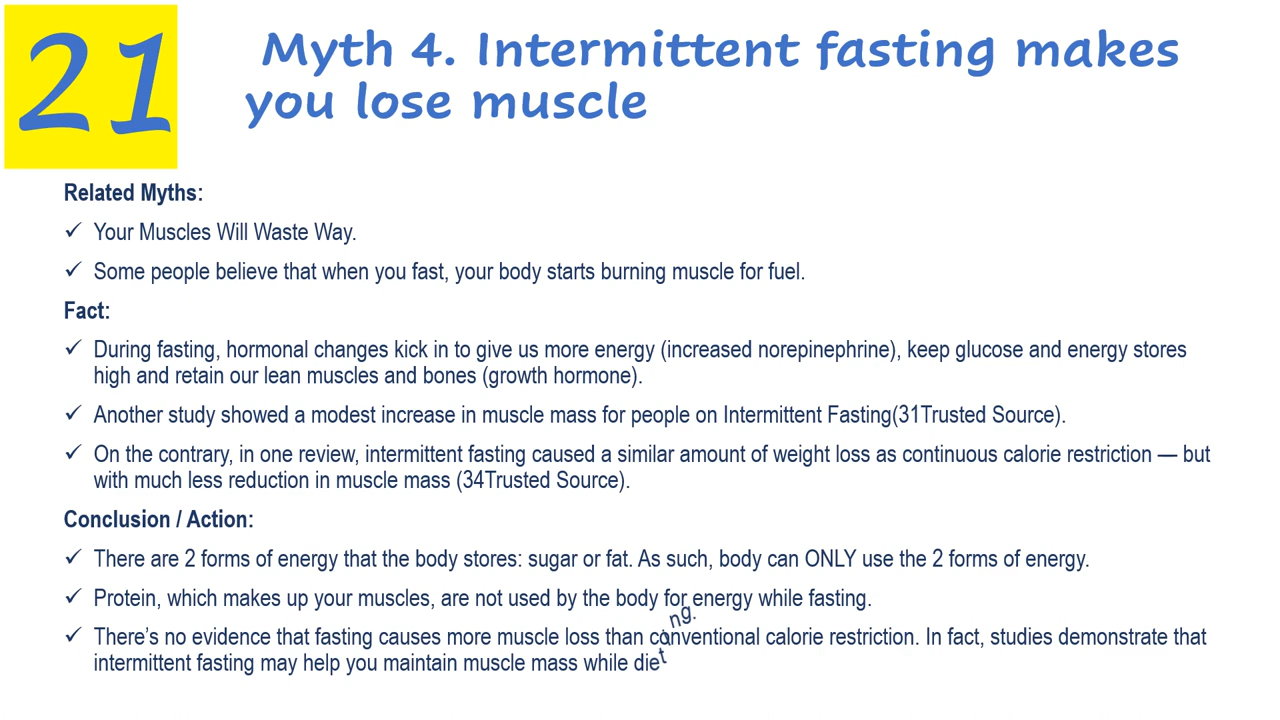 21
Myth 4. Intermittent fasting makes
you lose muscle
Related Myths:
✓ Your Muscles Will Waste Way.
✓ Some people believe that when you fast, your body starts burning muscle for fuel.
Fact:
✓ During fasting, hormonal changes kick in to give us more energy (increased norepinephrine), keep glucose and energy stores
high and retain our lean muscles and bones (growth hormone).
✓ Another study showed a modest increase in muscle mass for people on Intermittent Fasting(31Trusted Source).
✓ On the contrary, in one review, intermittent fasting caused a similar amount of weight loss as continuous calorie restriction — but
with much less reduction in muscle mass (34Trusted Source).
Conclusion / Action:
✓ There are 2 forms of energy that the body stores: sugar or fat. As such, body can ONLY use the 2 forms of energy.
✓ Protein, which makes up your muscles, are not used by the body for energy while fasting.
✓ There's no evidence that fasting causes more muscle loss than conventional calorie restriction. In fact, studies demonstrate that
intermittent fasting may help you maintain muscle mass while dieting.